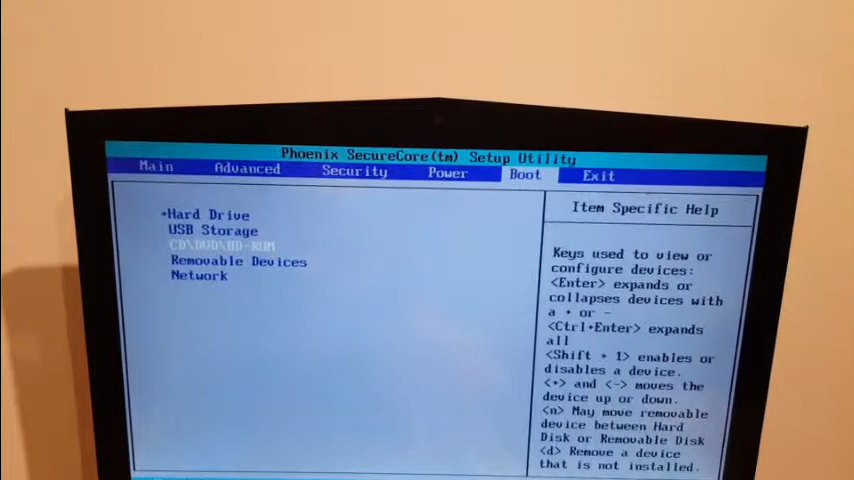 Phoenix SecureCore(tm) Setup Utility
Main Advanced Security Power Boot Exit
+Hard Drive
USB Storage
CD\DVD\BD-ROM
Removable Devices
Network
Item Specific Help
Keys used to view or
configure devices:
<Enter> expands or
collapses devices with
a + or -
<Ctrl+Enter> expands
all
<Shift + 1> enables or
disables a device.
<+> and <-> moves the
device up or down.
<n> May move removable
device between Hard
Disk or Removable Disk
<d> Remove a device
that is not installed.